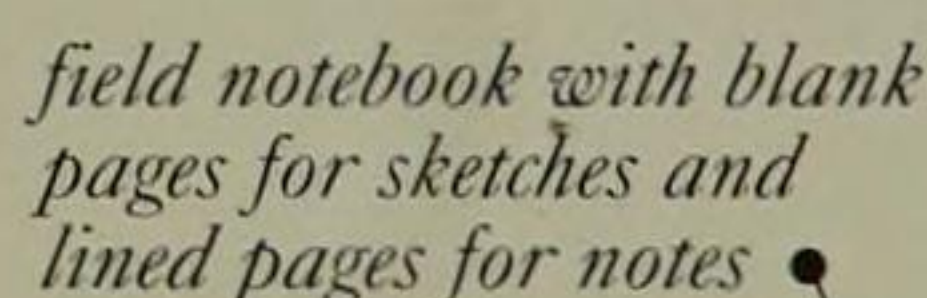 field notebook with blank
pages for sketches and
lined pages for notes